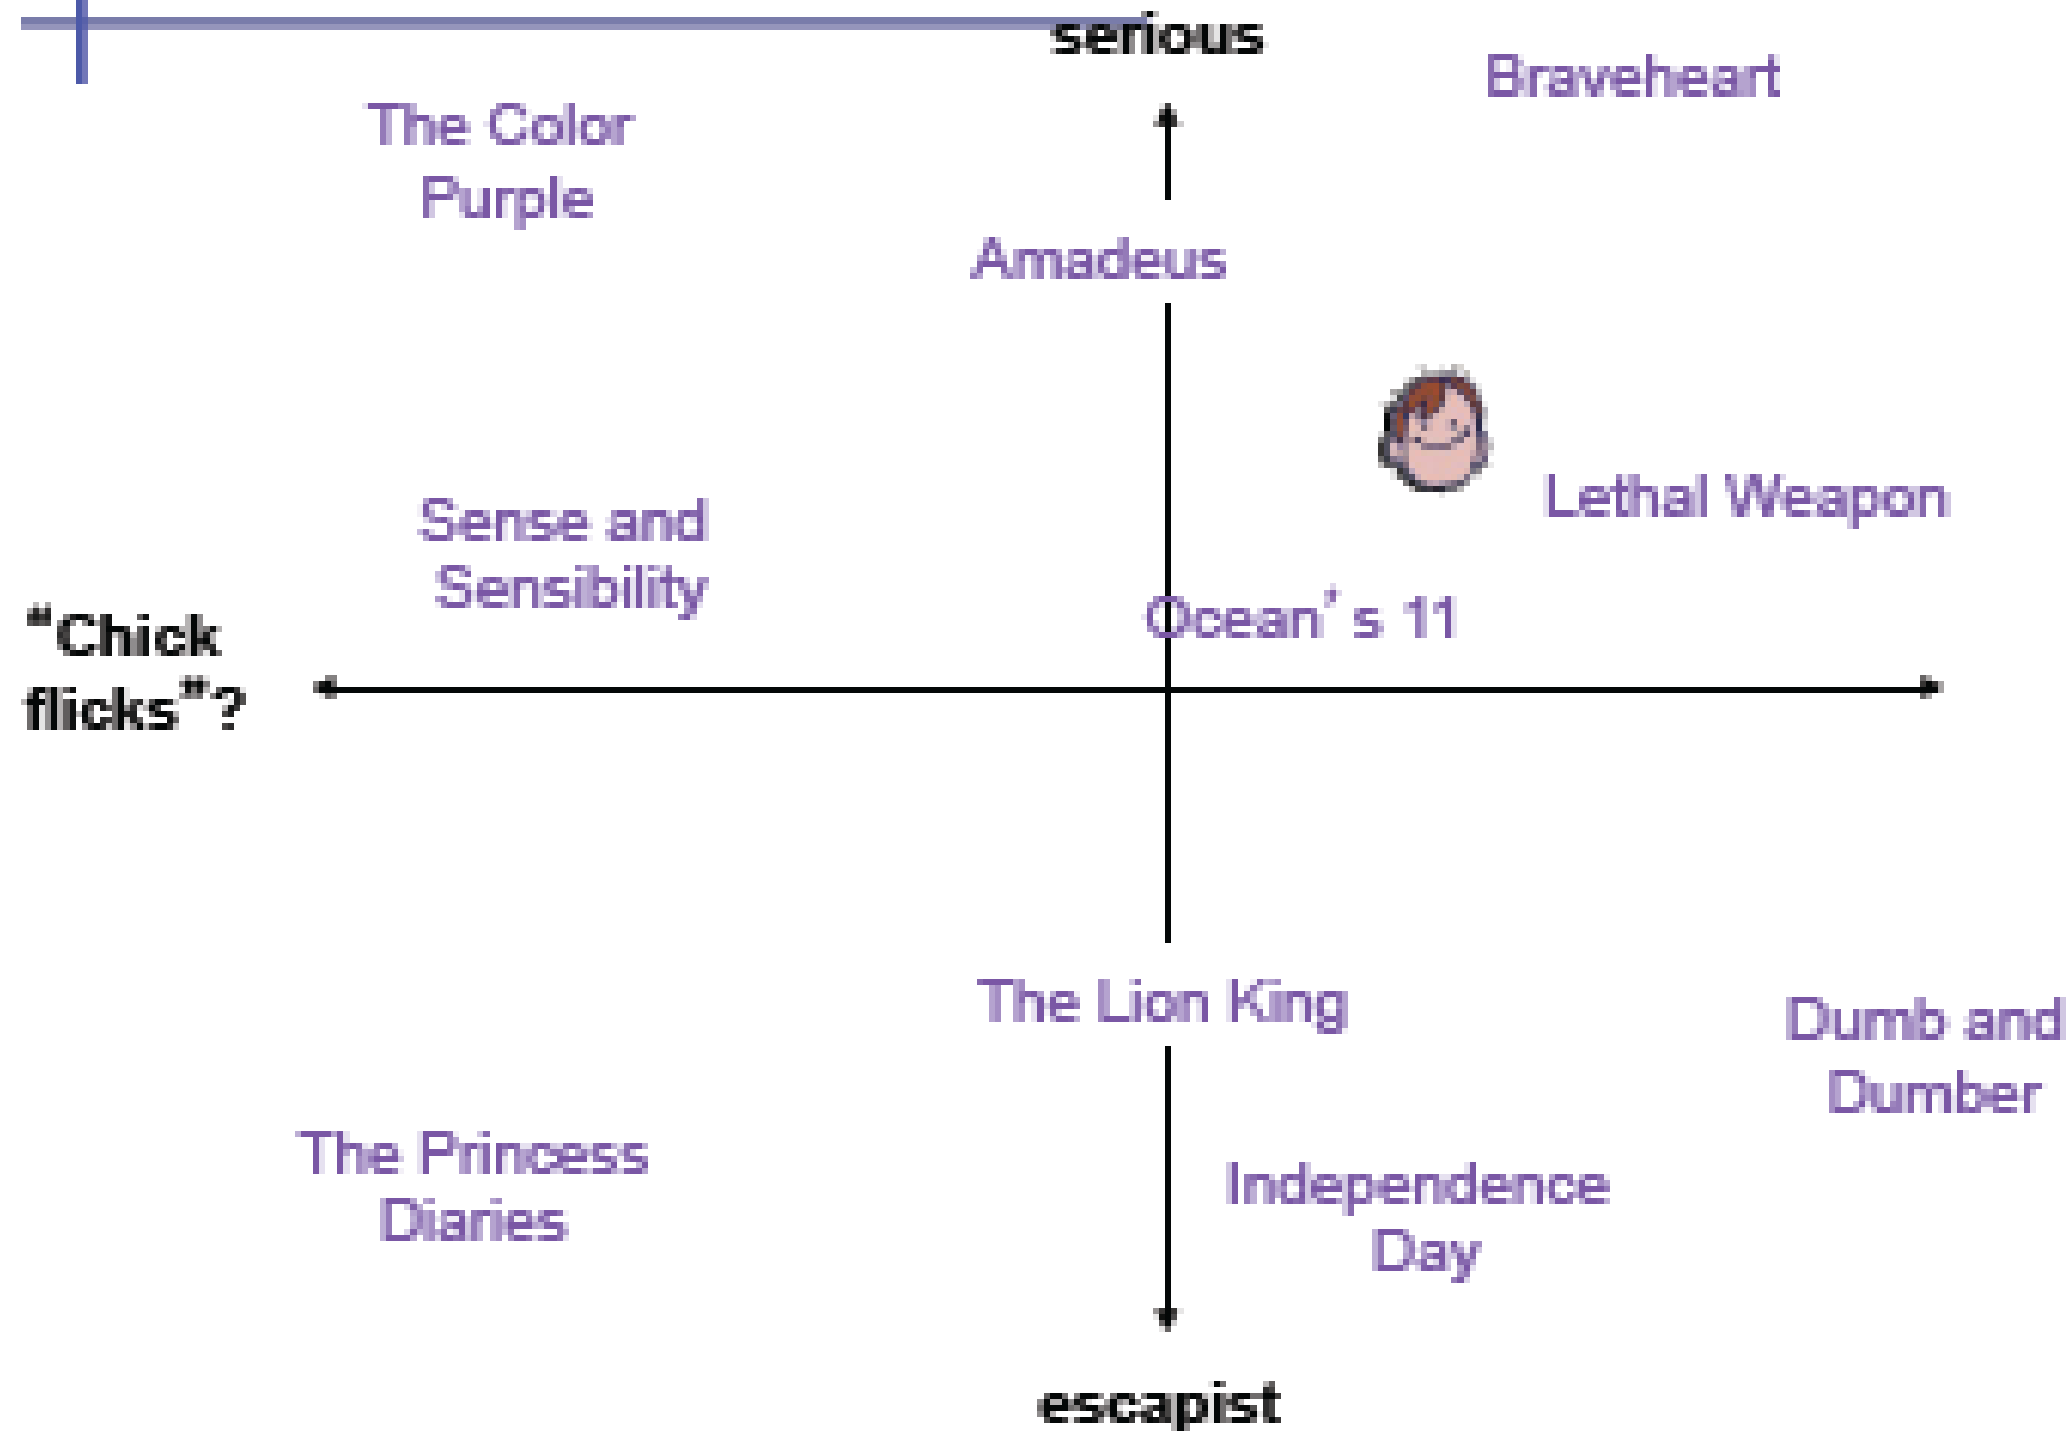 serious
Braveheart
The Color
Purple
Amadeus
Lethal Weapon
Sense and
Sensibility
Ocean’s 11
“Chick
flicks”?
The Lion King
Dumb and
Dumber
The Princess
Diaries
Independence
Day
escapist